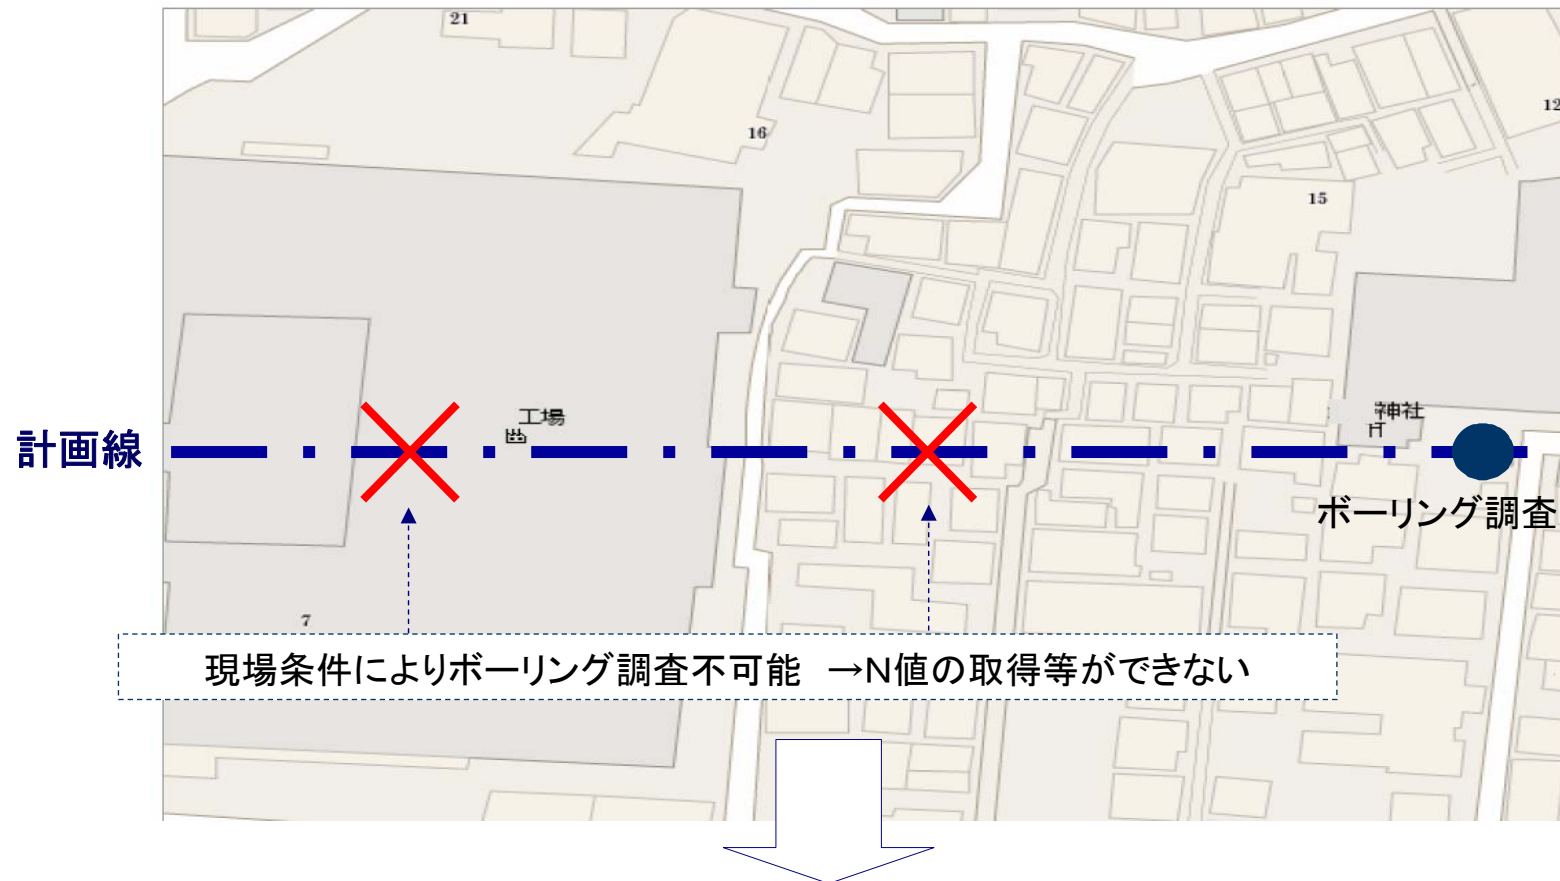 21
16
12
15
工場
神社
計画線
ボーリング調査
7
現場条件によりボーリング調査不可能 →N値の取得等ができない